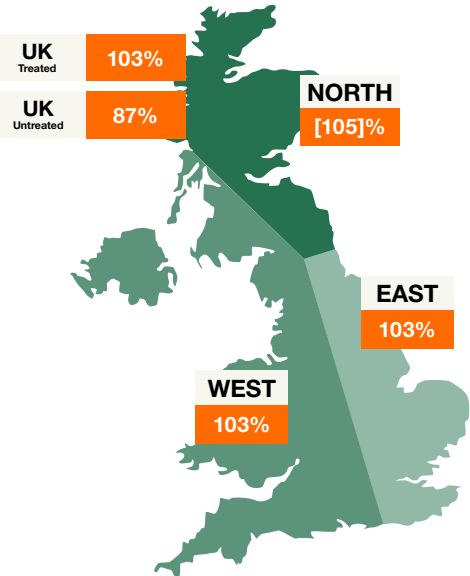 UK
Treated
103%
UK
Untreated
87%
NORTH
[105]%
EAST
103%
WEST
103%